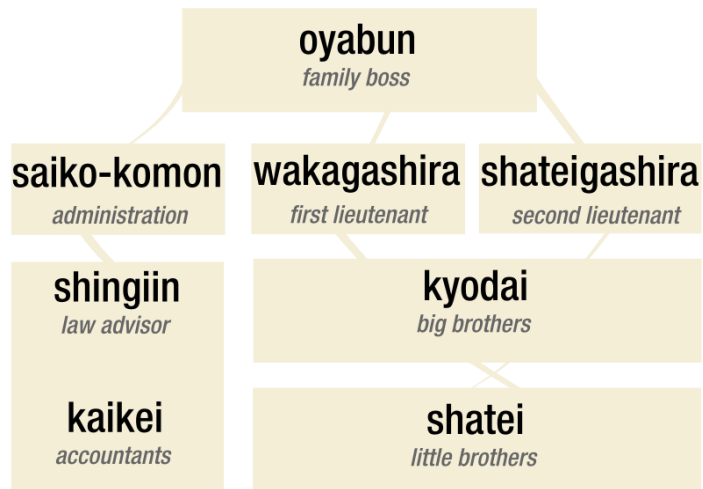 oyabun
family boss
saiko-komon
administration
wakagashira
first lieutenant
shateigashira
second lieutenant
shingiin
law advisor
kaikei
accountants
kyodai
big brothers
shatei
little brothers